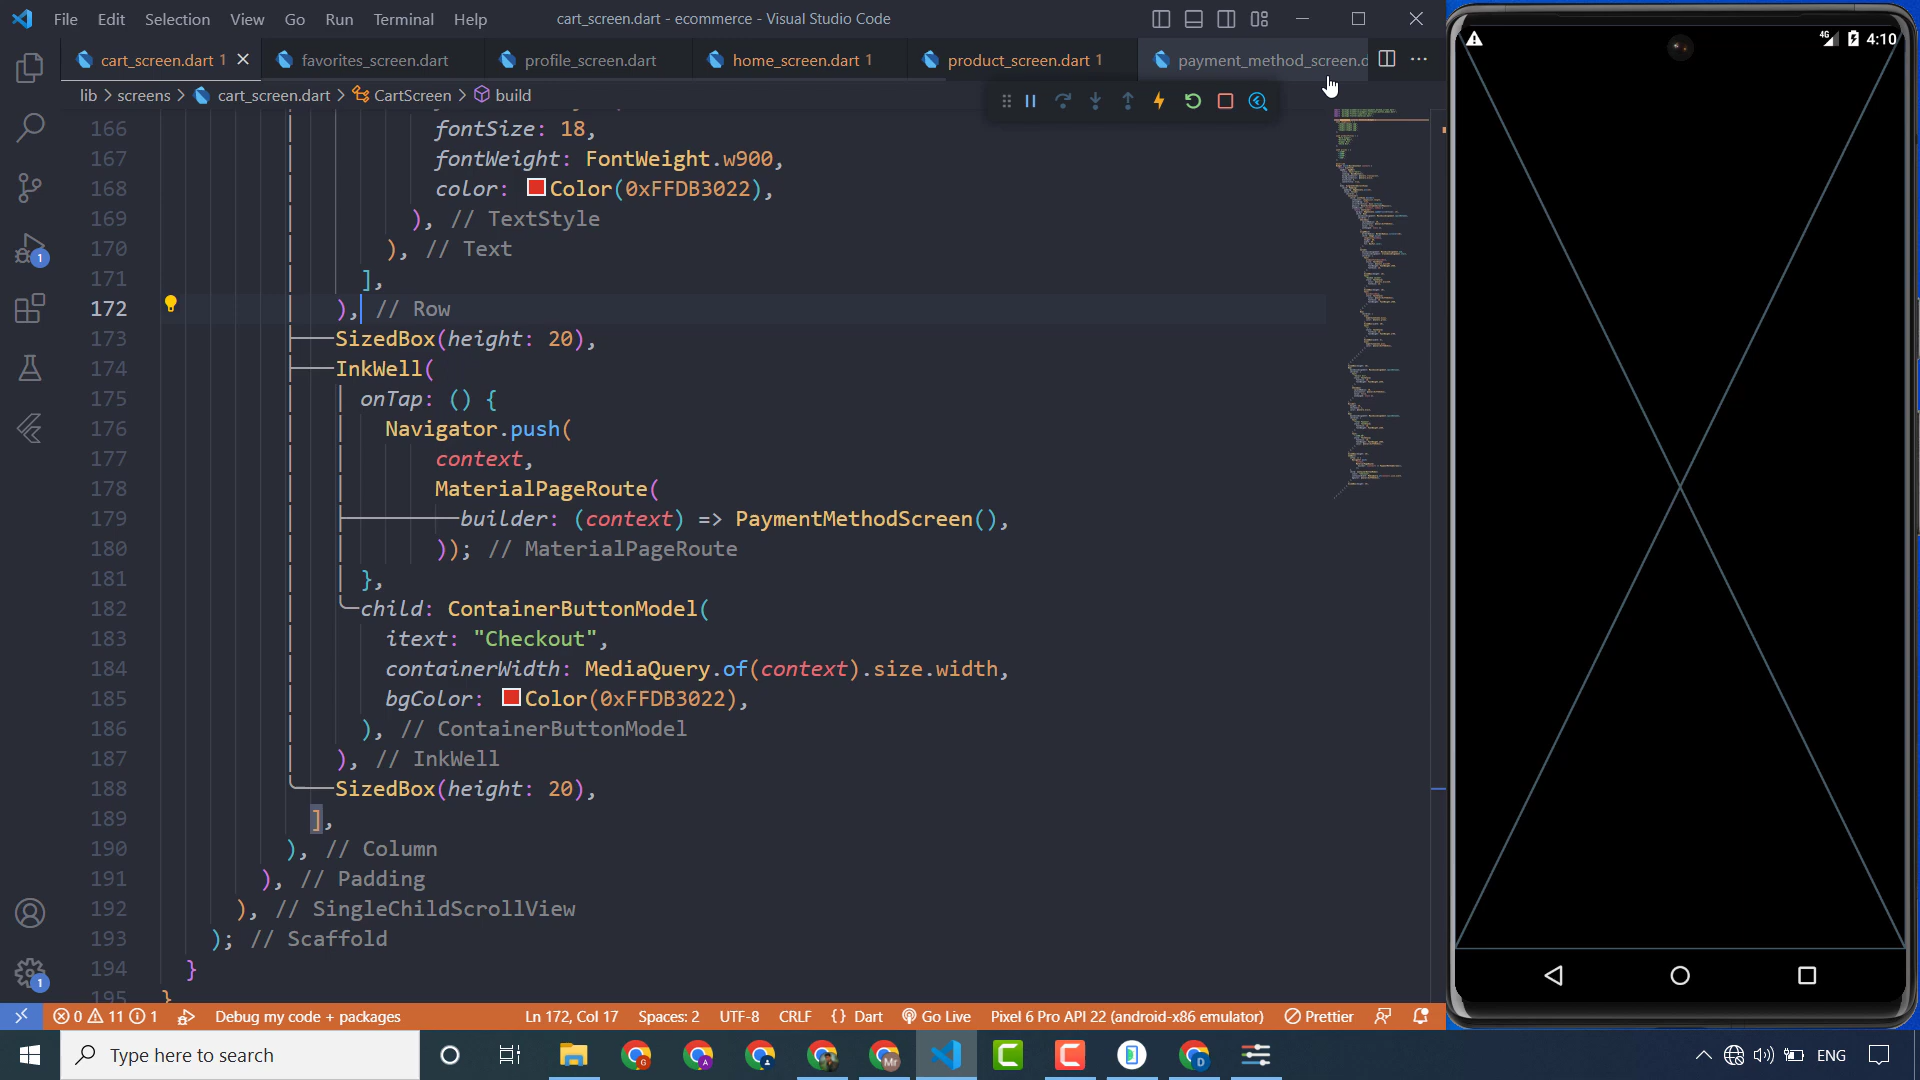 File Edit Selection View Go Run Terminal Help
cart_screen.dart - ecommerce - Visual Studio Code
cart_screen.dart 1
favorites_screen.dart
profile_screen.dart
home_screen.dart 1
product_screen.dart 1
payment_method_screen.d
lib > screens > cart_screen.dart > CartScreen > build
166 fontSize: 18,
167 fontWeight: FontWeight.w900,
168 color: Color(0xFFDB3022),
169 ), // TextStyle
170 ), // Text
171 ],
172 ), // Row
173 SizedBox(height: 20),
174 InkWell(
175 onTap: () {
176 Navigator.push(
177 context,
178 MaterialPageRoute(
179 builder: (context) => PaymentMethodScreen(),
180 )); // MaterialPageRoute
181 },
182 child: ContainerButtonModel(
183 itext: "Checkout",
184 containerWidth: MediaQuery.of(context).size.width,
185 bgColor: Color(0xFFDB3022),
186 ), // ContainerButtonModel
187 ), // InkWell
188 SizedBox(height: 20),
189 ],
190 ), // Column
191 ), // Padding
192 ), // SingleChildScrollView
193 ); // Scaffold
194 }
195 }
1
1
0 11 1 Debug my code + packages Ln 172, Col 17 Spaces: 2 UTF-8 CRLF {} Dart Go Live Pixel 6 Pro API 22 (android-x86 emulator) Prettier
4G 4:10
Type here to search
ENG